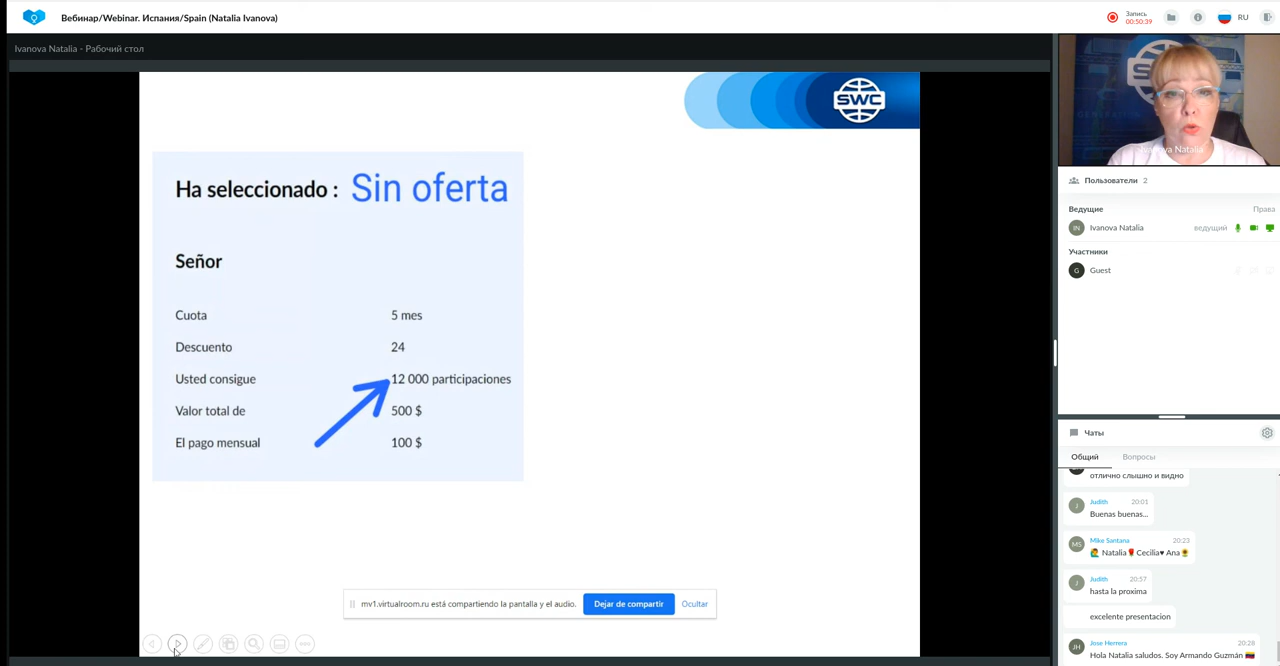 Вебинар/Webinar. Испания/Spain (Natalia Ivanova)
Запись
00:50:39
RU
Ivanova Natalia - Рабочий стол
SWC
Ha seleccionado : Sin oferta
Señor
Cuota 5 mes
Descuento 24
Usted consigue 12 000 participaciones
Valor total de 500 $
El pago mensual 100 $
mv1.virtualroom.ru está compartiendo la pantalla y el audio. Dejar de compartir Ocultar
Ivanova Natalia
Пользователи 2
Ведущие Права
IN Ivanova Natalia ведущий
Участники
G Guest
Чаты
Общий Вопросы
отлично слышно и видно
J Judith 20:01
Buenas buenas...
MS Mike Santana 20:23
🙋‍♂️ Natalia🌹Cecilia♥ Ana🌻
J Judith 20:57
hasta la proxima
excelente presentacion
JH Jose Herrera 20:28
Hola Natalia saludos. Soy Armando Guzmán 🇻🇪